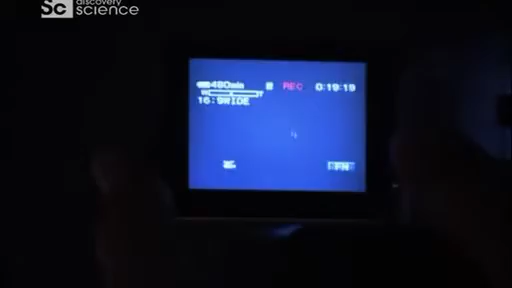 Sc discovery science
480min REC 0:19:19
W T
16:9WIDE
FN